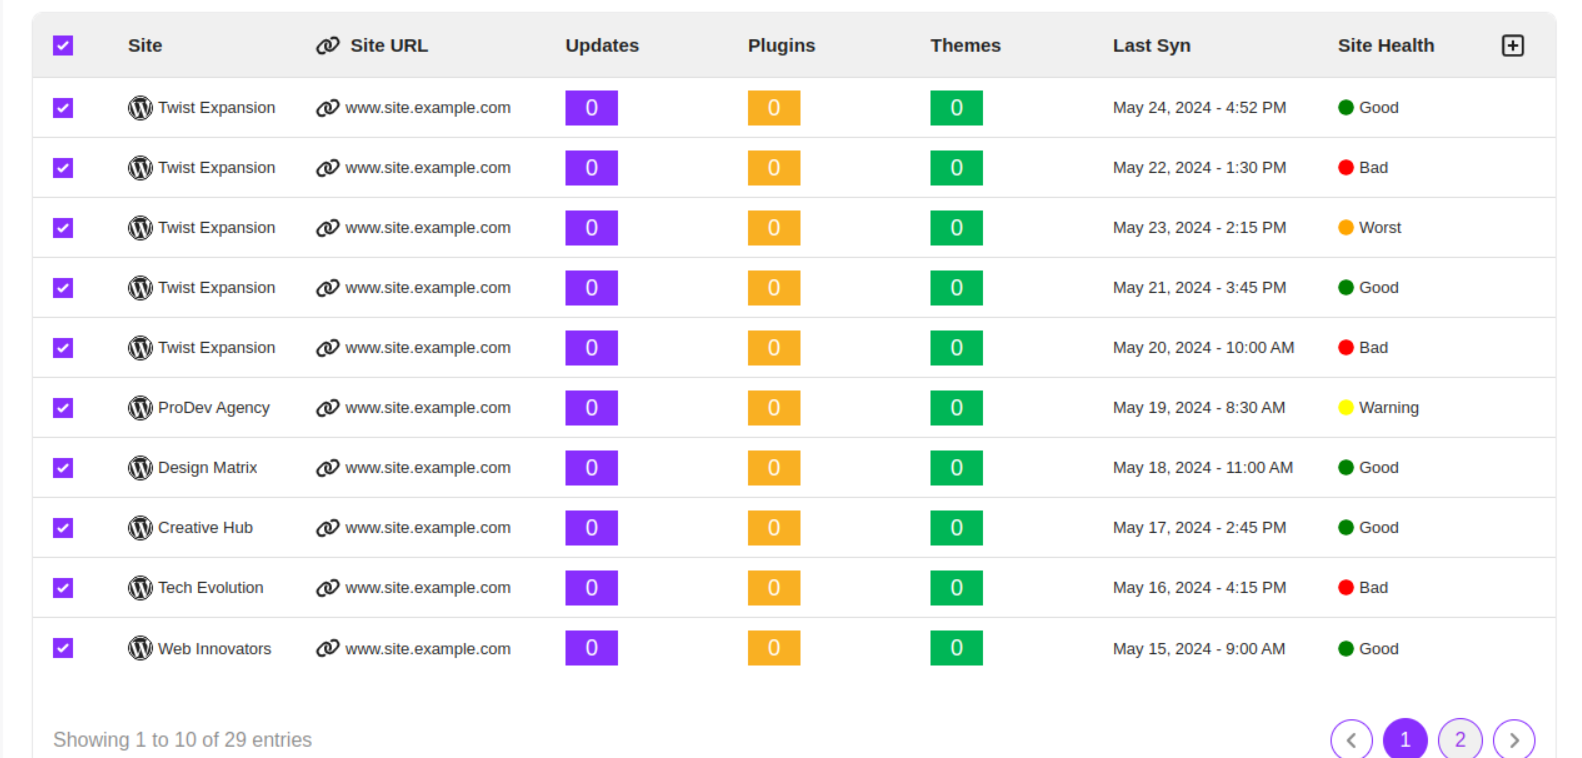 Site Site URL Updates Plugins Themes Last Syn Site Health
Twist Expansion www.site.example.com 0 0 0 May 24, 2024 - 4:52 PM Good
Twist Expansion www.site.example.com 0 0 0 May 22, 2024 - 1:30 PM Bad
Twist Expansion www.site.example.com 0 0 0 May 23, 2024 - 2:15 PM Worst
Twist Expansion www.site.example.com 0 0 0 May 21, 2024 - 3:45 PM Good
Twist Expansion www.site.example.com 0 0 0 May 20, 2024 - 10:00 AM Bad
ProDev Agency www.site.example.com 0 0 0 May 19, 2024 - 8:30 AM Warning
Design Matrix www.site.example.com 0 0 0 May 18, 2024 - 11:00 AM Good
Creative Hub www.site.example.com 0 0 0 May 17, 2024 - 2:45 PM Good
Tech Evolution www.site.example.com 0 0 0 May 16, 2024 - 4:15 PM Bad
Web Innovators www.site.example.com 0 0 0 May 15, 2024 - 9:00 AM Good
Showing 1 to 10 of 29 entries 1 2